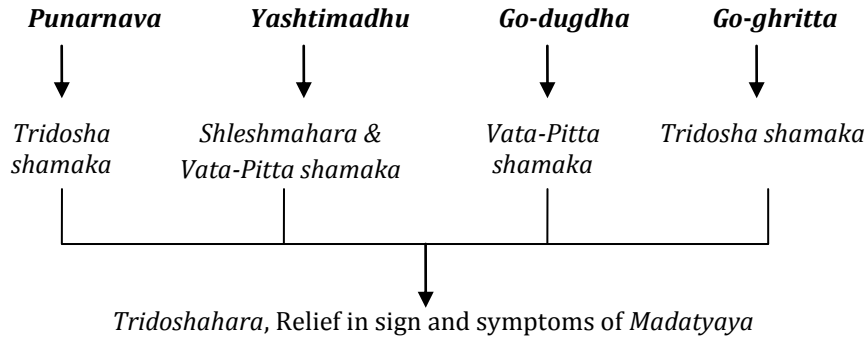 Punarnava Yashtimadhu Go-dugdha Go-ghritta
Tridosha
shamaka
Shleshmahara &
Vata-Pitta shamaka
Vata-Pitta
shamaka
Tridosha shamaka
Tridoshahara, Relief in sign and symptoms of Madatyaya